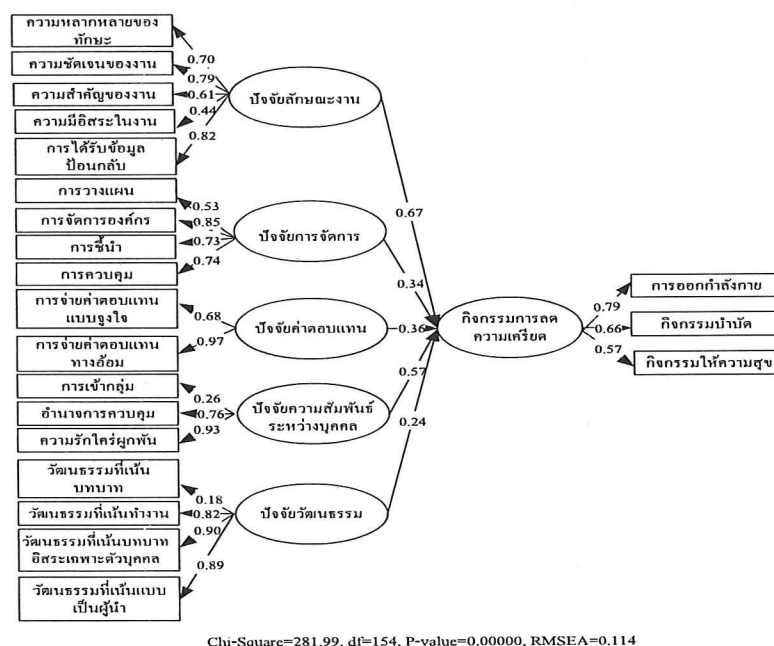 ความหลากหลายของ
ทักษะ
0.70
ความชัดเจนของงาน
0.79
ความสำคัญของงาน
0.61
ปัจจัยลักษณะงาน
ความมีอิสระในงาน
0.44
การได้รับข้อมูล
ป้อนกลับ
0.82
การวางแผน
0.53
0.67
การจัดการองค์กร
0.85
การชี้นำ
0.73
ปัจจัยการจัดการ
การควบคุม
0.74
0.34
การจ่ายค่าตอบแทน
แบบจูงใจ
0.68
ปัจจัยค่าตอบแทน
0.36
กิจกรรมการลด
ความเครียด
0.79
การออกกำลังกาย
0.66
กิจกรรมบำบัด
0.57
กิจกรรมให้ความสุข
การจ่ายค่าตอบแทน
ทางอ้อม
0.97
การเข้ากลุ่ม
0.26
0.57
อำนาจการควบคุม
0.76
ปัจจัยความสัมพันธ์
ระหว่างบุคคล
ความรักใคร่ผูกพัน
0.93
0.24
วัฒนธรรมที่เน้น
บทบาท
0.18
วัฒนธรรมที่เน้นทำงาน
0.82
ปัจจัยวัฒนธรรม
วัฒนธรรมที่เน้นบทบาท
อิสระเฉพาะตัวบุคคล
0.90
วัฒนธรรมที่เน้นแบบ
เป็นผู้นำ
0.89
Chi-Square=281.99, df=154, P-value=0.00000, RMSEA=0.114